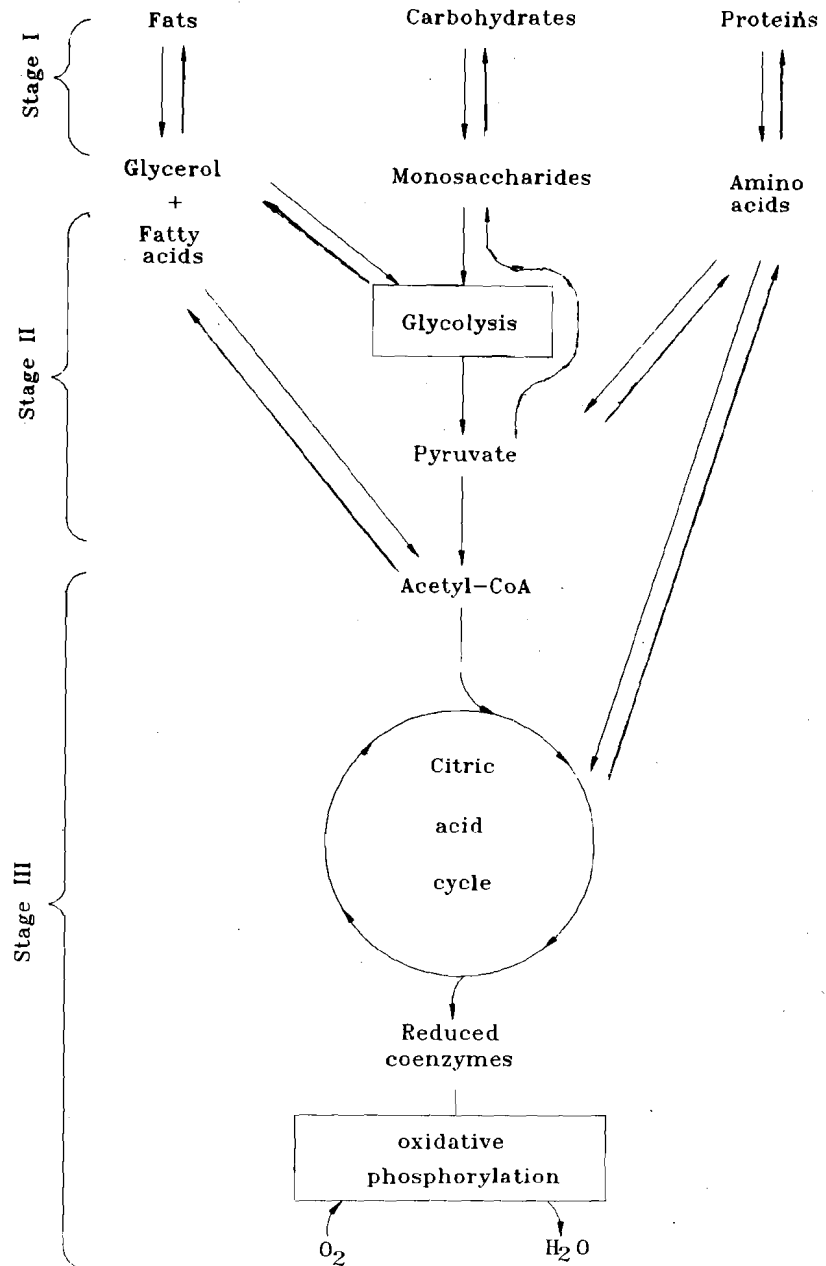 Fats
Carbohydrates
Proteins
Stage I
Glycerol
+
Fatty
acids
Monosaccharides
Amino
acids
Stage II
Glycolysis
Pyruvate
Acetyl-CoA
Stage III
Citric
acid
cycle
Reduced
coenzymes
oxidative
phosphorylation
O2
H2O